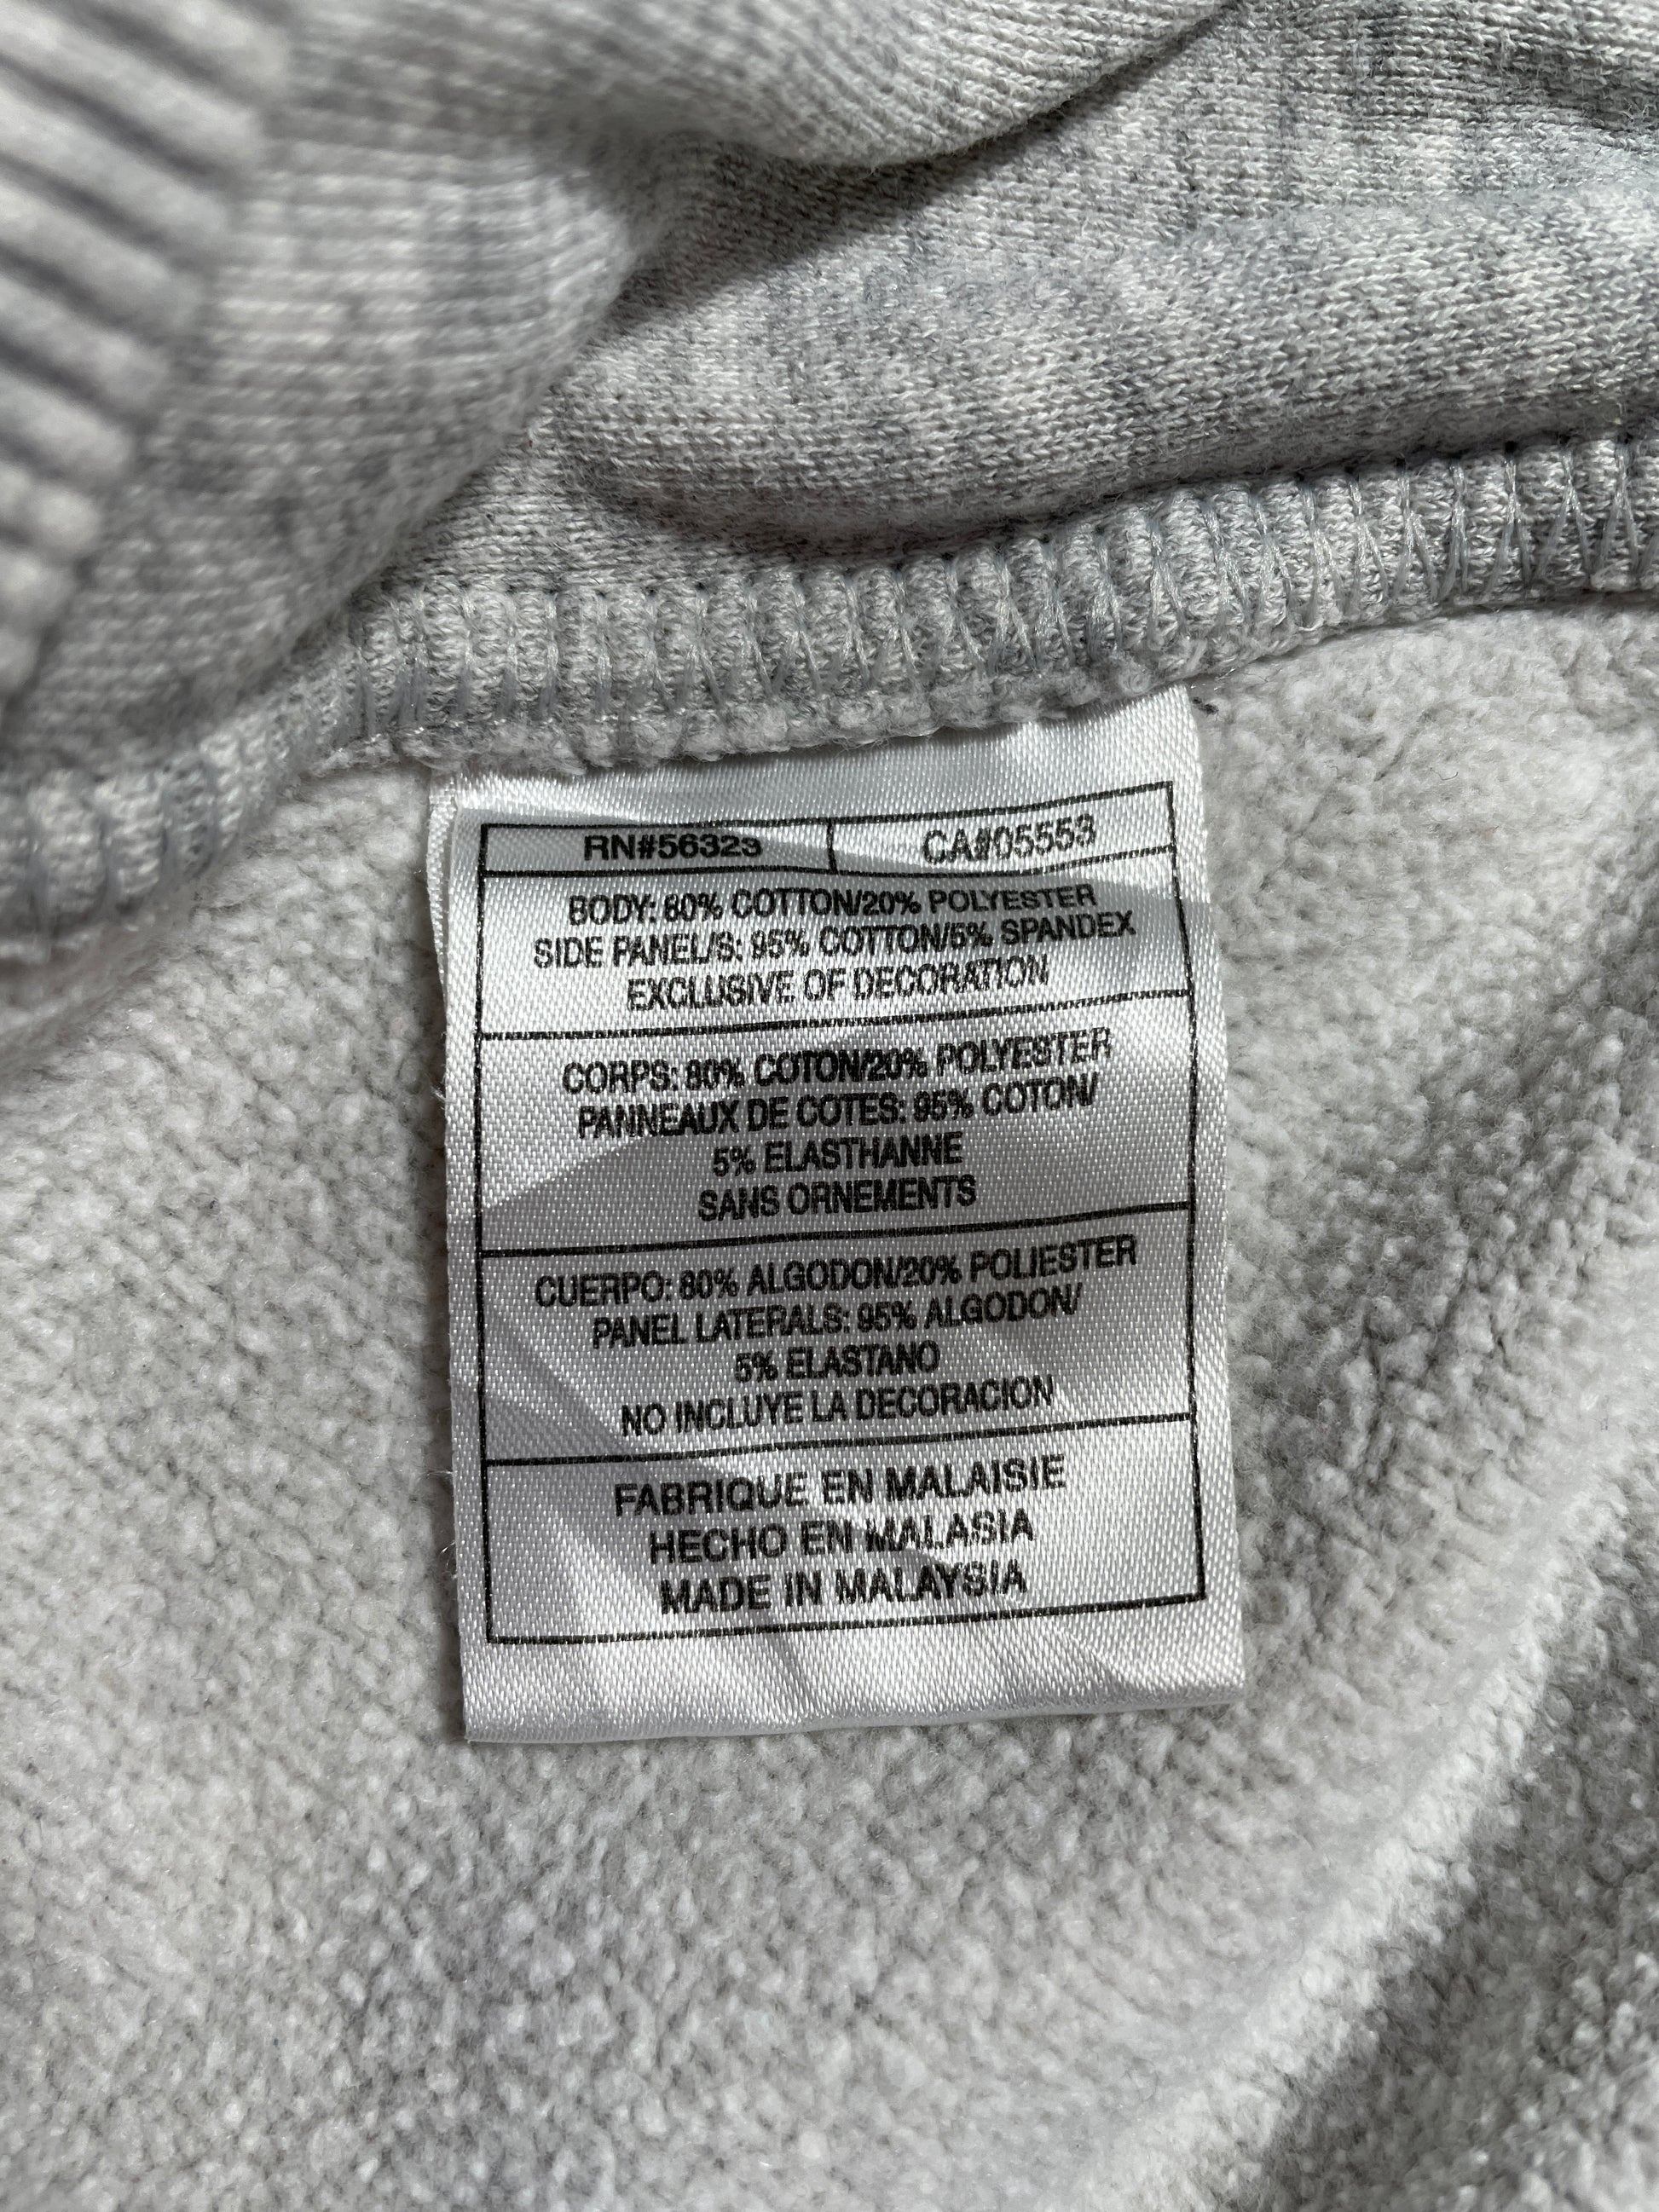 RN#56323 CA#05553
BODY: 80% COTTON/20% POLYESTER
SIDE PANEL/S: 95% COTTON/5% SPANDEX
EXCLUSIVE OF DECORATION
CORPS: 80% COTON/20% POLYESTER
PANNEAUX DE COTES: 95% COTON/
5% ELASTHANNE
SANS ORNEMENTS
CUERPO: 80% ALGODON/20% POLIESTER
PANEL LATERALS: 95% ALGODON/
5% ELASTANO
NO INCLUYE LA DECORACION
FABRIQUE EN MALAISIE
HECHO EN MALASIA
MADE IN MALAYSIA